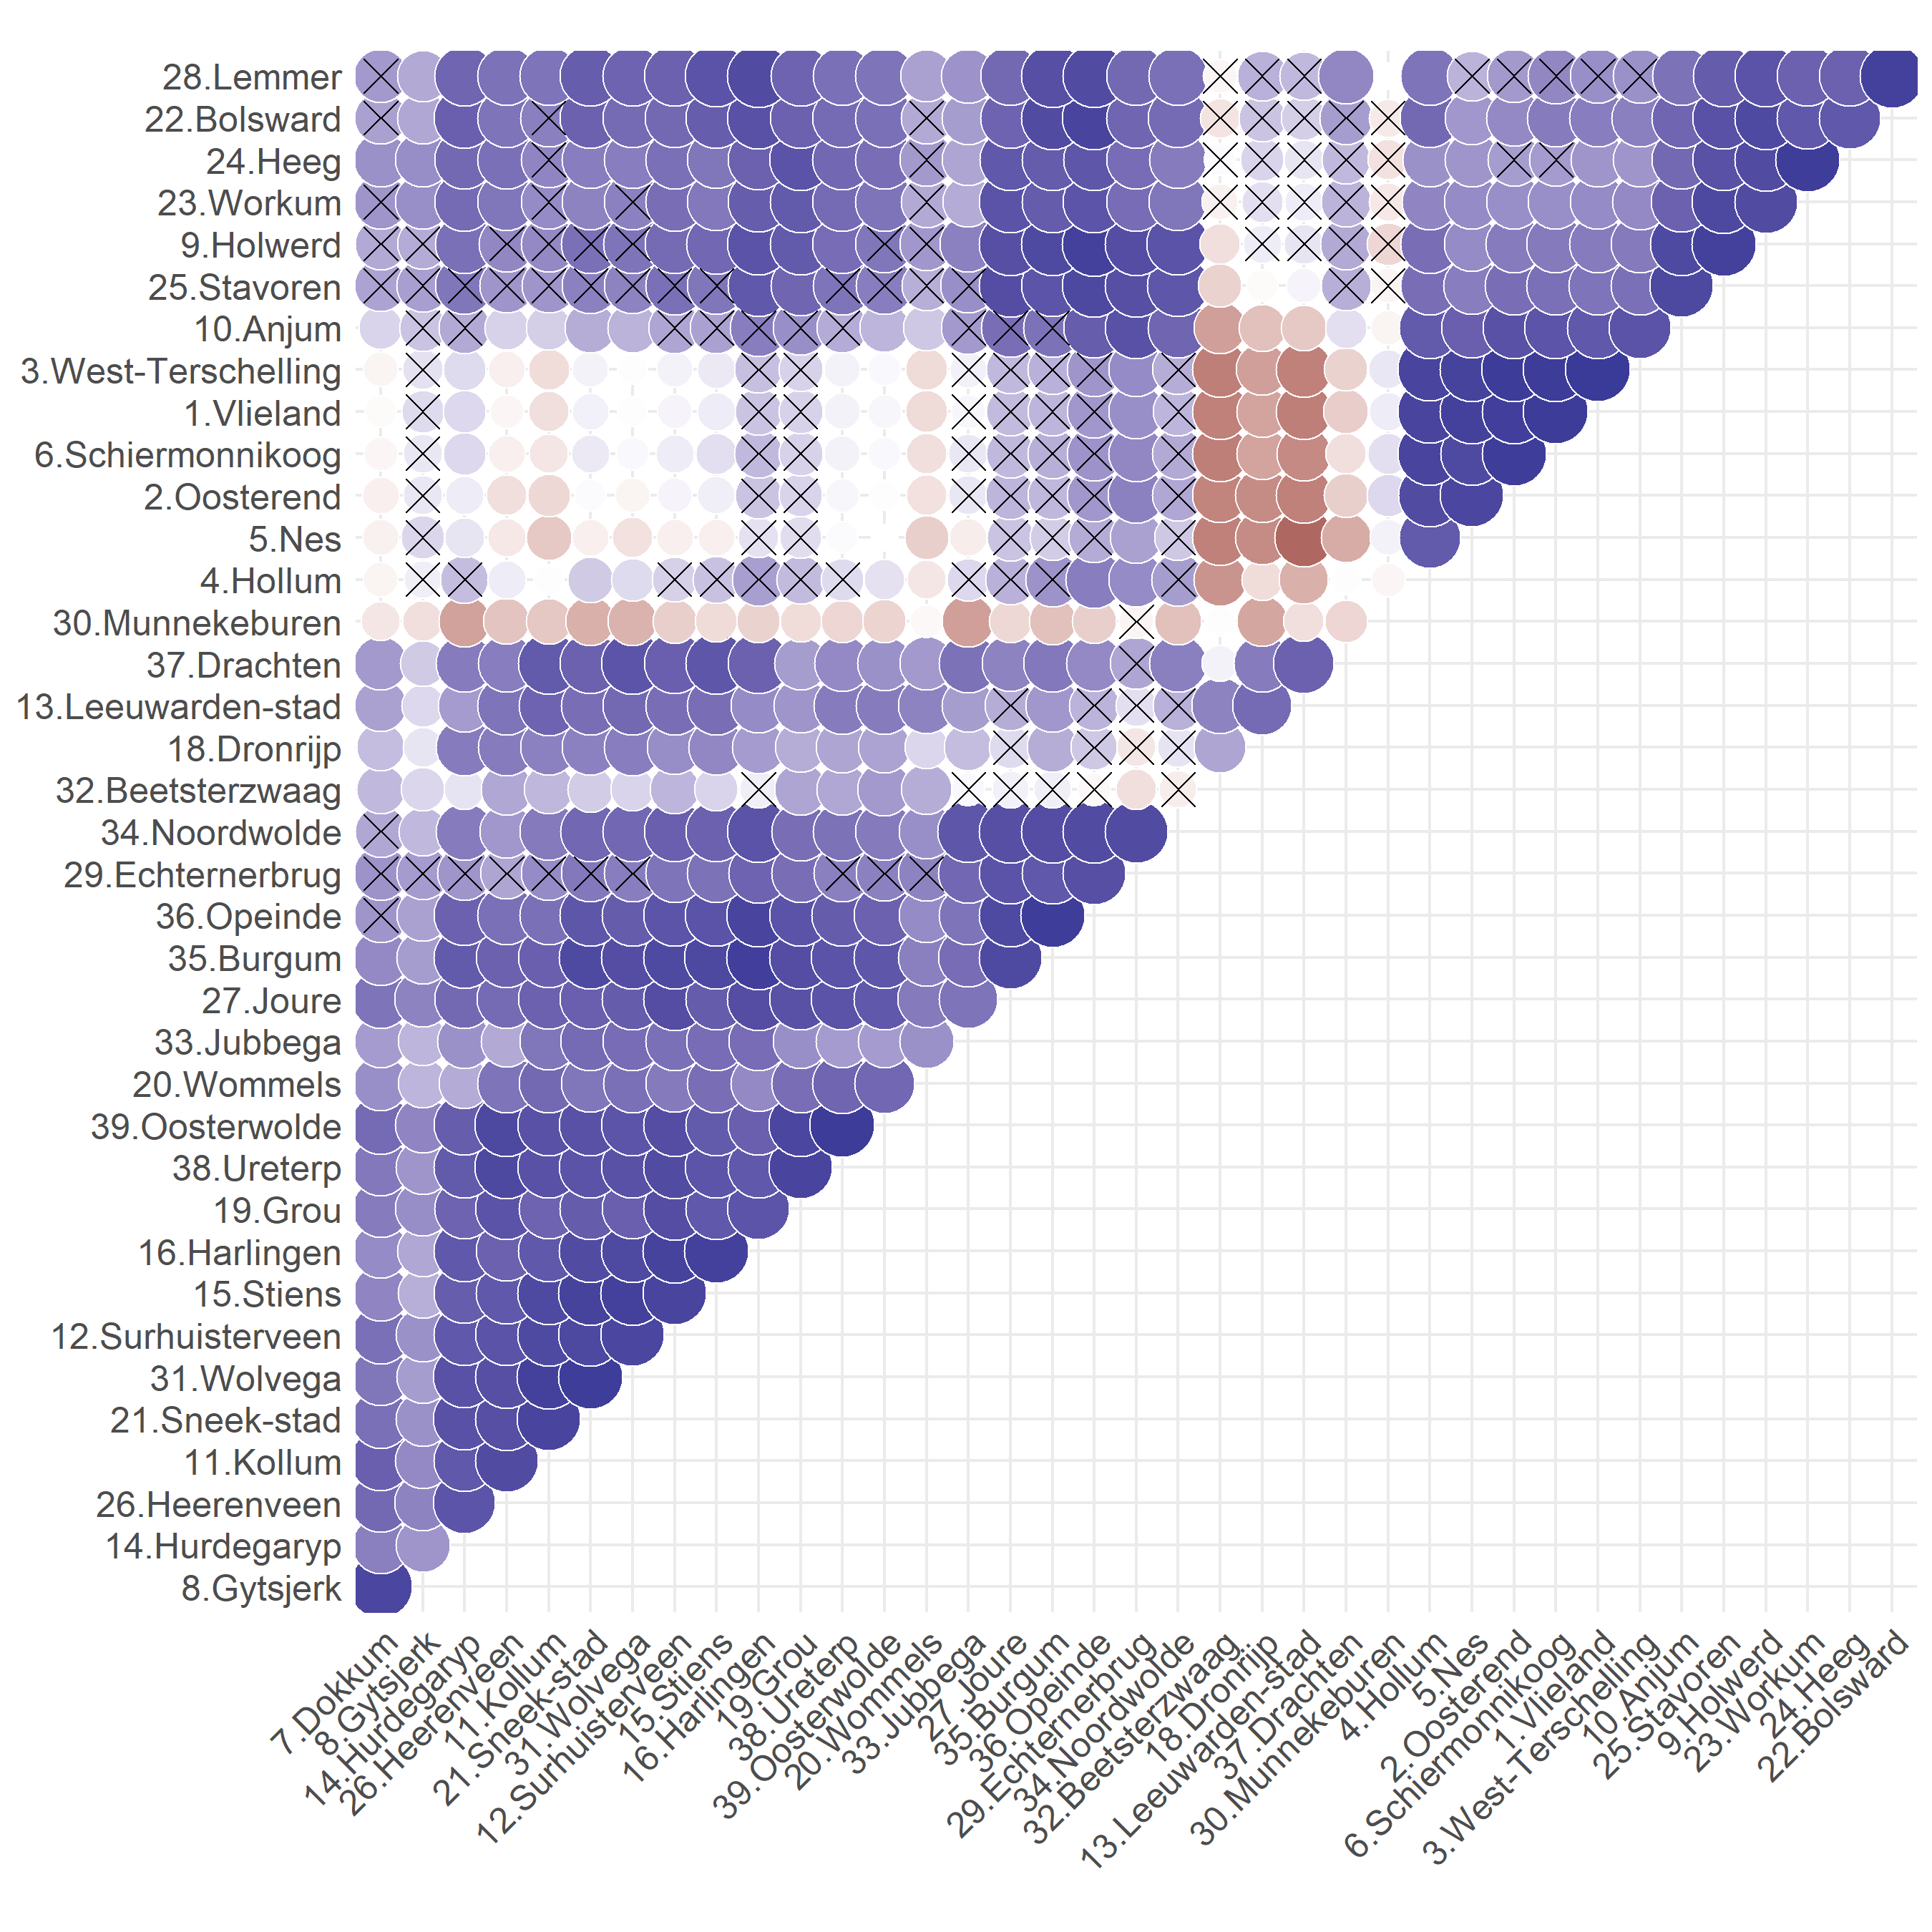 28.Lemmer
22.Bolsward
24.Heeg
23.Workum
9.Holwerd
25.Stavoren
10.Anjum
3.West-Terschelling
1.Vlieland
6.Schiermonnikoog
2.Oosterend
5.Nes
4.Hollum
30.Munnekeburen
37.Drachten
13.Leeuwarden-stad
18.Dronrijp
32.Beetsterzwaag
34.Noordwolde
29.Echternerbrug
36.Opeinde
35.Burgum
27.Joure
33.Jubbega
20.Wommels
39.Oosterwolde
38.Ureterp
19.Grou
16.Harlingen
15.Stiens
12.Surhuisterveen
31.Wolvega
21.Sneek-stad
11.Kollum
26.Heerenveen
14.Hurdegaryp
8.Gytsjerk
7.Dokkum
8.Gytsjerk
14.Hurdegaryp
26.Heerenveen
11.Kollum
21.Sneek-stad
31.Wolvega
12.Surhuisterveen
15.Stiens
16.Harlingen
19.Grou
38.Ureterp
39.Oosterwolde
20.Wommels
33.Jubbega
27.Joure
35.Burgum
36.Opeinde
29.Echternerbrug
34.Noordwolde
32.Beetsterzwaag
18.Dronrijp
13.Leeuwarden-stad
37.Drachten
30.Munnekeburen
4.Hollum
5.Nes
2.Oosterend
6.Schiermonnikoog
1.Vlieland
3.West-Terschelling
10.Anjum
25.Stavoren
9.Holwerd
23.Workum
24.Heeg
22.Bolsward